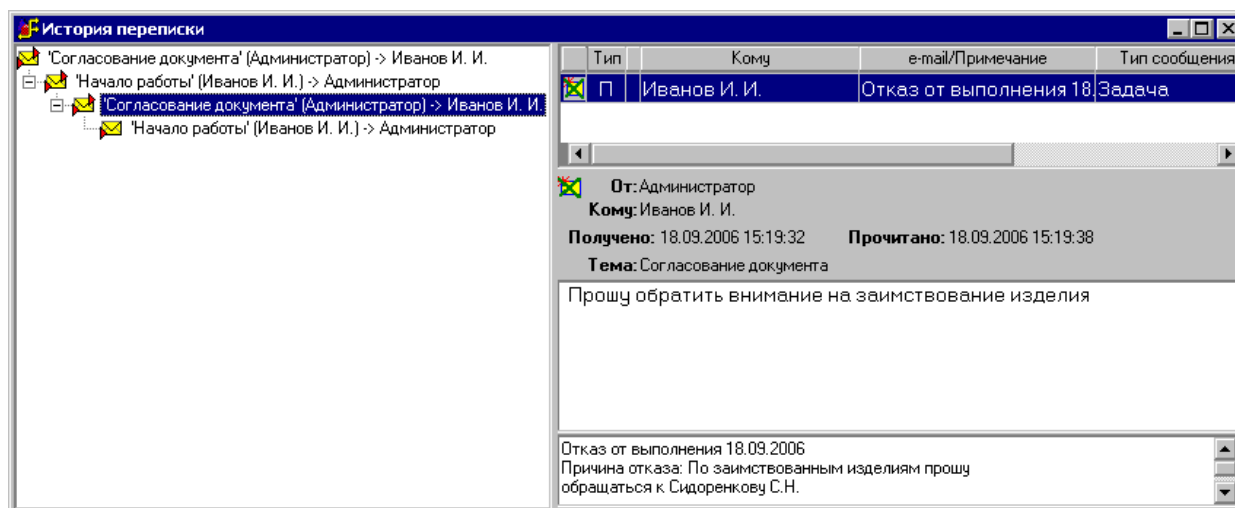 История переписки
'Согласование документа' (Администратор) -> Иванов И. И.
'Начало работы' (Иванов И. И.) -> Администратор
'Согласование документа' (Администратор) -> Иванов И. И.
'Начало работы' (Иванов И. И.) -> Администратор
Тип Кому e-mail/Примечание Тип сообщения
П Иванов И. И. Отказ от выполнения 18. Задача
От: Администратор
Кому: Иванов И. И.
Получено: 18.09.2006 15:19:32 Прочитано: 18.09.2006 15:19:38
Тема: Согласование документа
Прошу обратить внимание на заимствование изделия
Отказ от выполнения 18.09.2006
Причина отказа: По заимствованным изделиям прошу
обращаться к Сидоренкову С.Н.